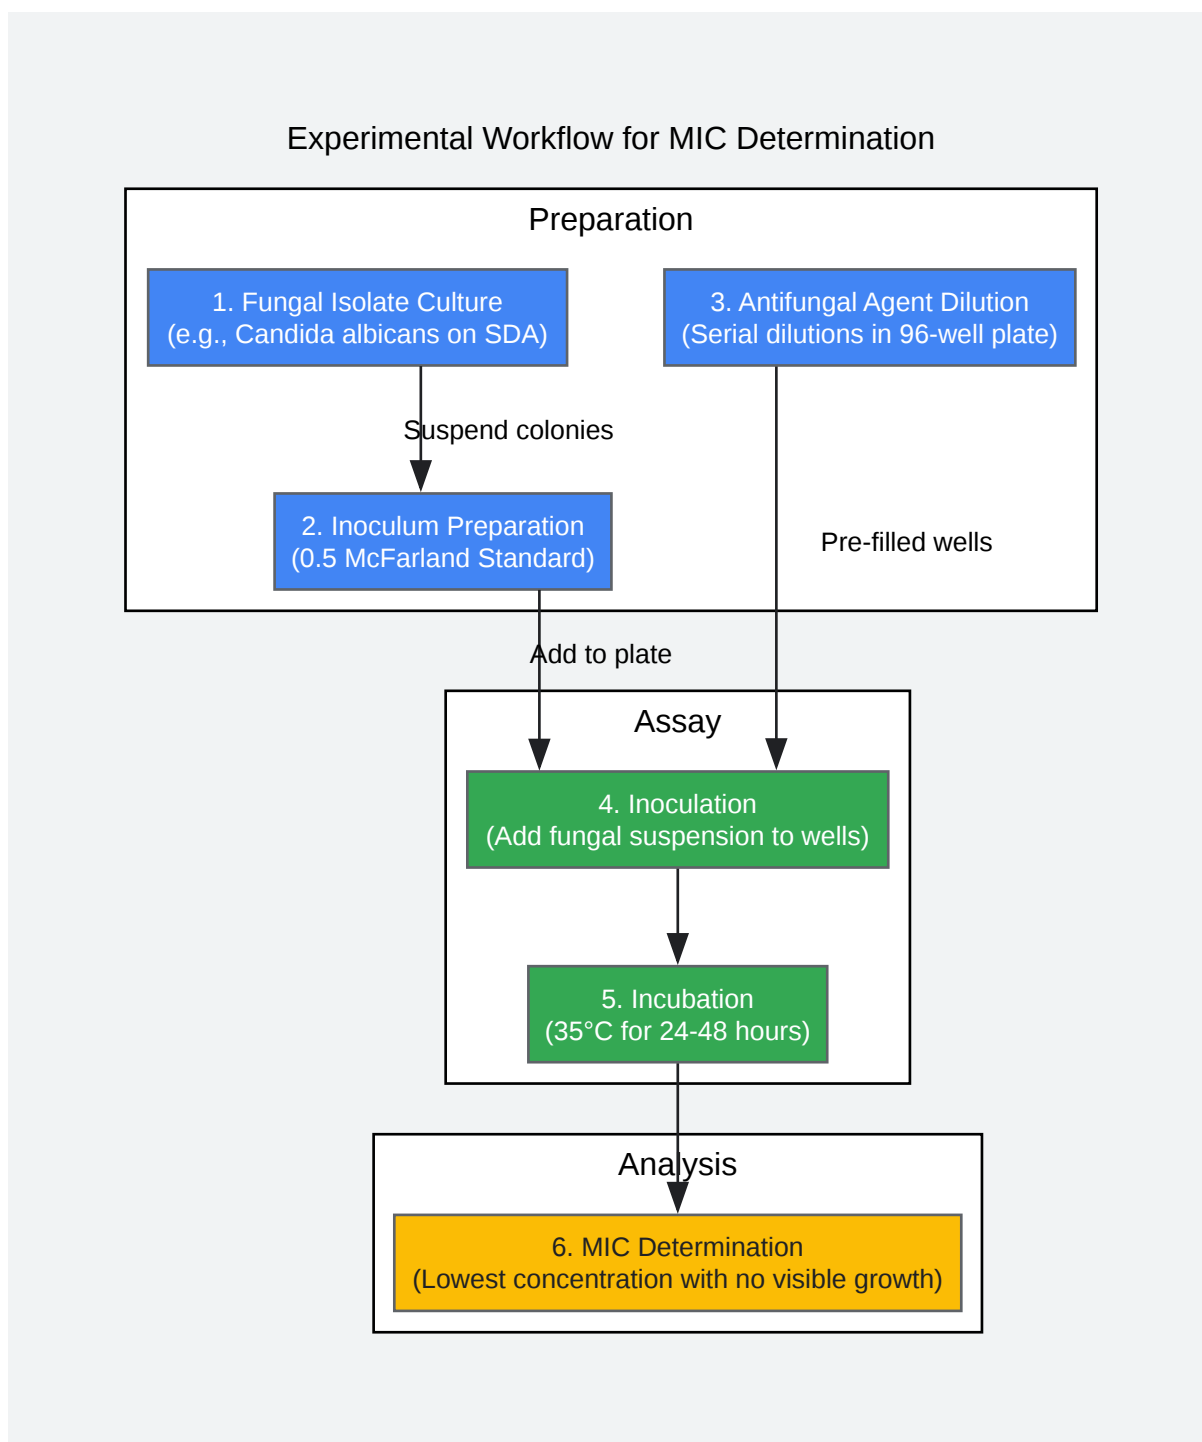 Experimental Workflow for MIC Determination
Preparation
1. Fungal Isolate Culture
(e.g., Candida albicans on SDA)
3. Antifungal Agent Dilution
(Serial dilutions in 96-well plate)
Suspend colonies
2. Inoculum Preparation
(0.5 McFarland Standard)
Pre-filled wells
Add to plate
Assay
4. Inoculation
(Add fungal suspension to wells)
5. Incubation
(35°C for 24-48 hours)
Analysis
6. MIC Determination
(Lowest concentration with no visible growth)